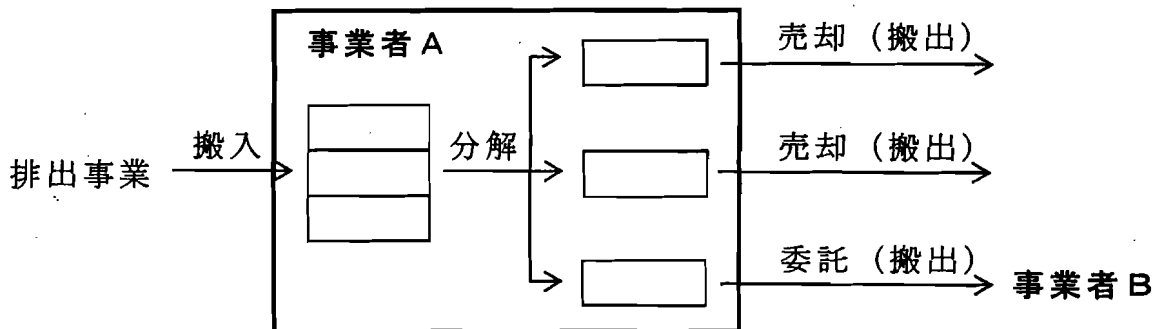 事業者A
排出事業
搬入
分解
売却（搬出）
売却（搬出）
委託（搬出）
事業者B